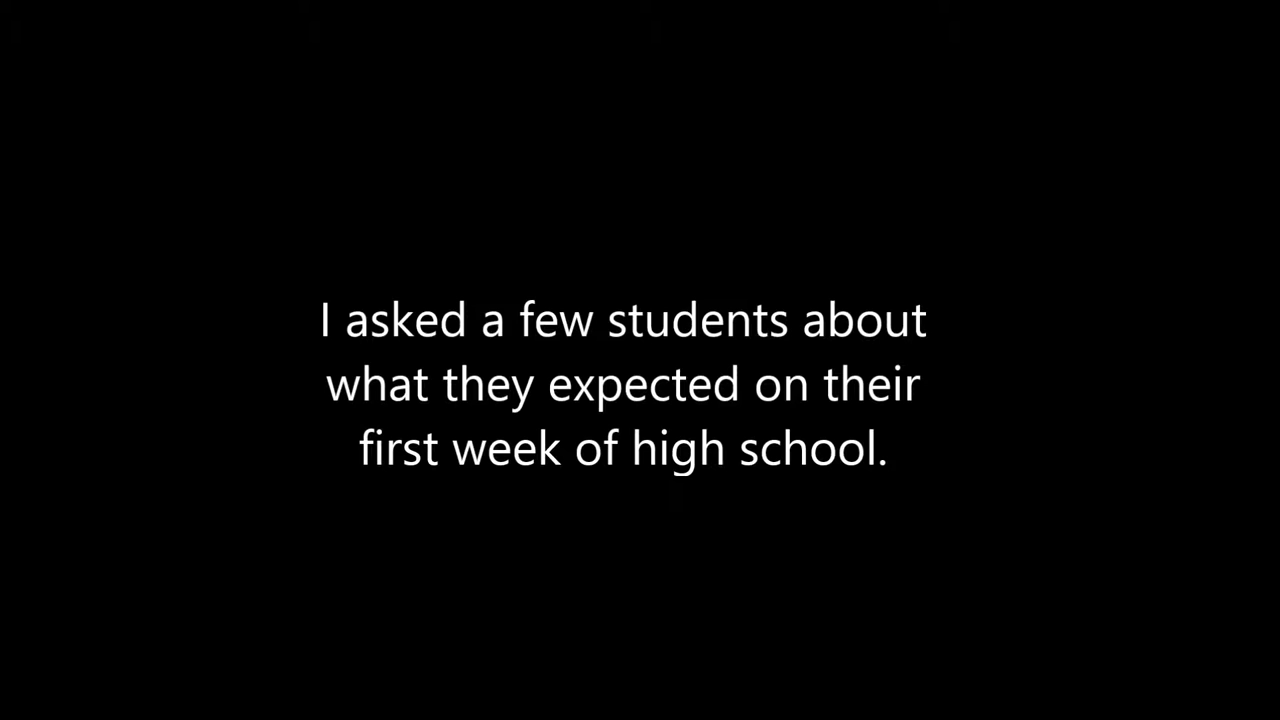 I asked a few students about
what they expected on their
first week of high school.